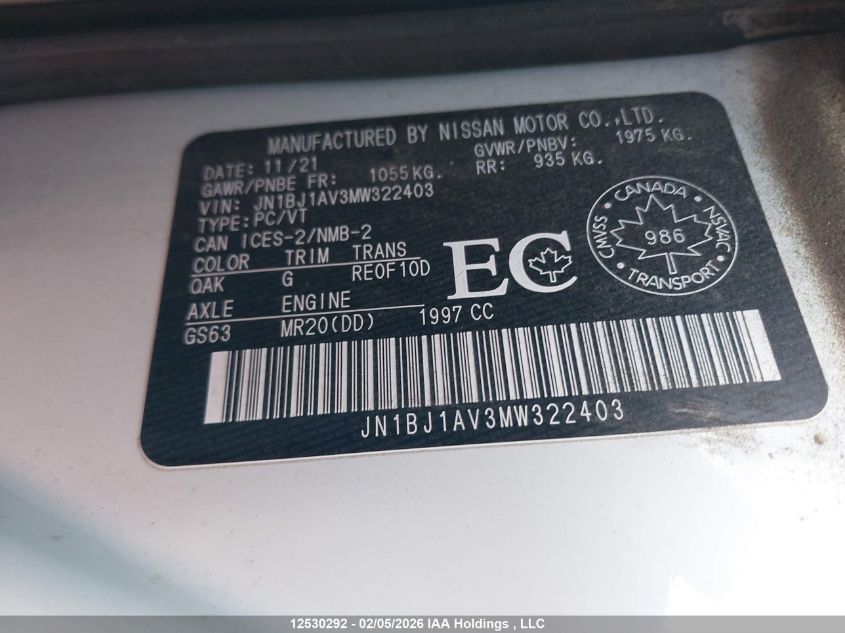 MANUFACTURED BY NISSAN MOTOR CO.,LTD.
DATE: 11/21 GVWR/PNBV: 1975 KG.
GAWR/PNBE FR: 1055 KG. RR: 935 KG.
VIN: JN1BJ1AV3MW322403
TYPE: PC/VT
CAN ICES-2/NMB-2
COLOR TRIM TRANS
QAK G RE0F10D
AXLE ENGINE
GS63 MR20(DD) 1997 CC
EC
CANADA
CMVSS 986 NSVAC
TRANSPORT
JN1BJ1AV3MW322403
12530292 - 02/05/2026 IAA Holdings , LLC